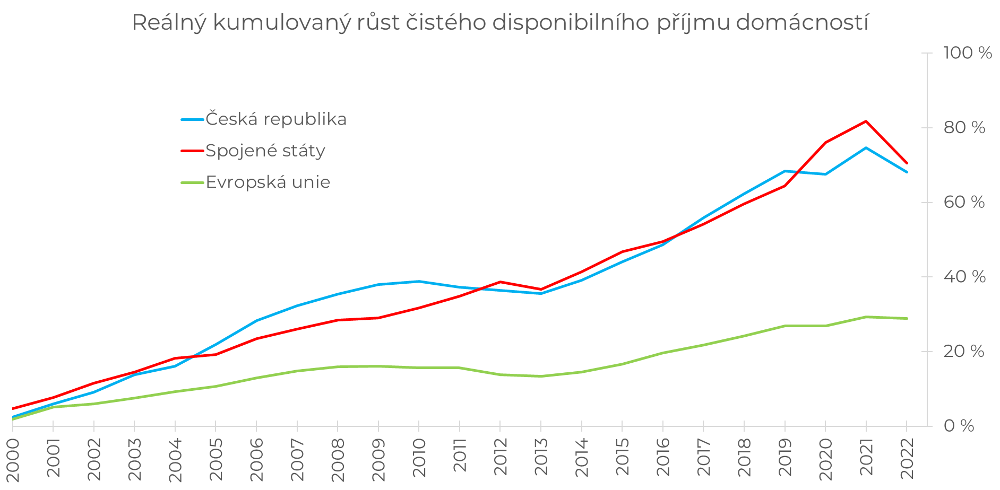 Reálný kumulovaný růst čistého disponibilního příjmu domácností
100 %
Česká republika
80 %
Spojené státy
Evropská unie
60 %
40 %
20 %
0 %
2000 2001 2002 2003 2004 2005 2006 2007 2008 2009 2010 2011 2012 2013 2014 2015 2016 2017 2018 2019 2020 2021 2022